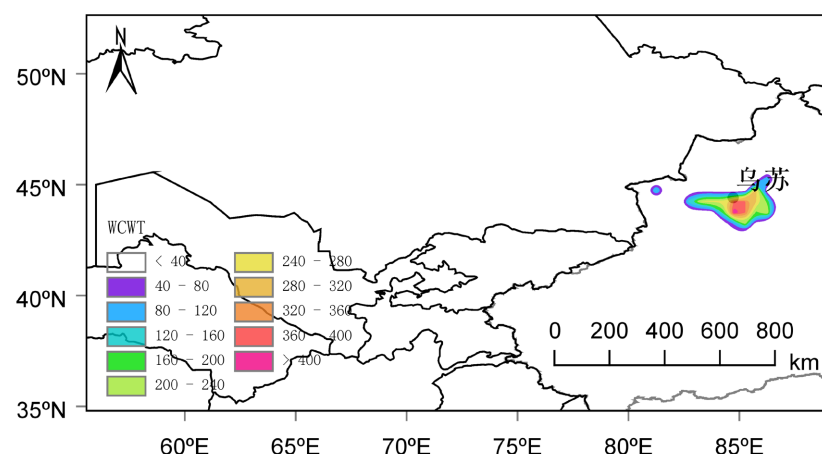 N
50ºN
45ºN
40ºN
35ºN
乌苏
WCWT
< 40
40 - 80
80 - 120
120 - 160
160 - 200
200 - 240
240 - 280
280 - 320
320 - 360
360 - 400
> 400
0 200 400 600 800
km
60ºE 65ºE 70ºE 75ºE 80ºE 85ºE